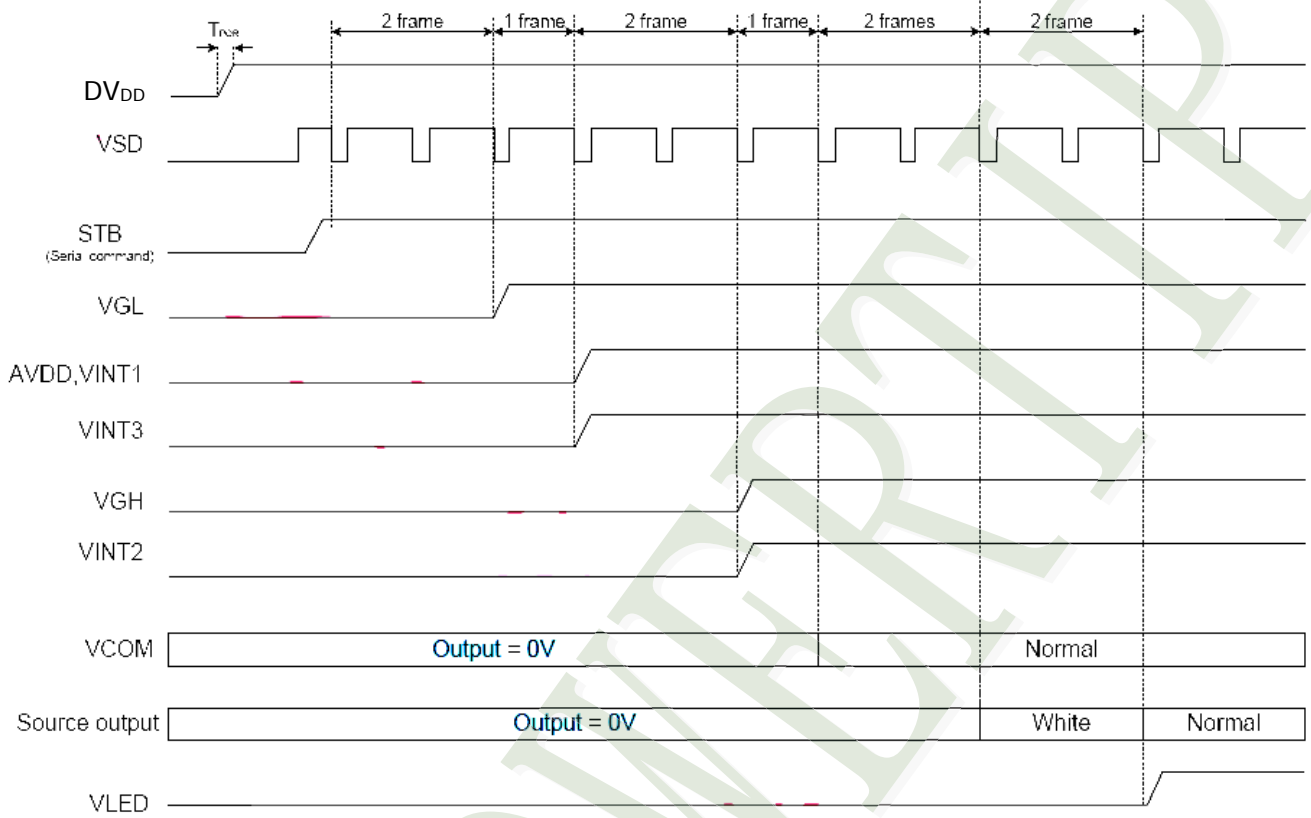 2 frame 1 frame 2 frame 1 frame 2 frames 2 frame
TPOR
DVDD
VSD
STB
(Seria command)
VGL
AVDD,VINT1
VINT3
VGH
VINT2
VCOM Output = 0V Normal
Source output Output = 0V White Normal
VLED